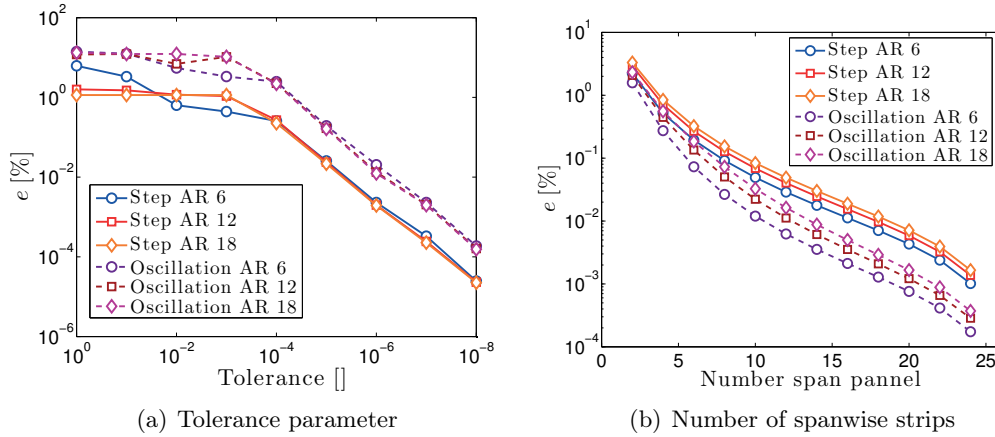 10^2
10^0
10^-2
10^-4
10^-6
e [%]
Step AR 6
Step AR 12
Step AR 18
Oscillation AR 6
Oscillation AR 12
Oscillation AR 18
10^0 10^-2 10^-4 10^-6 10^-8
Tolerance []
(a) Tolerance parameter
10^1
10^0
10^-1
10^-2
10^-3
10^-4
e [%]
Step AR 6
Step AR 12
Step AR 18
Oscillation AR 6
Oscillation AR 12
Oscillation AR 18
0 5 10 15 20 25
Number span pannel
(b) Number of spanwise strips